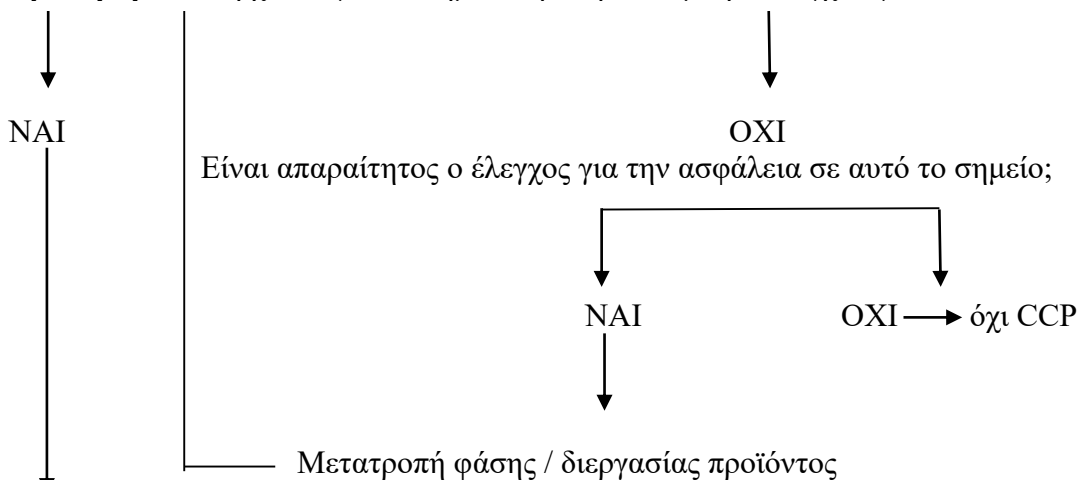 ΝΑΙ
ΟΧΙ
Είναι απαραίτητος ο έλεγχος για την ασφάλεια σε αυτό το σημείο;
ΝΑΙ
ΟΧΙ
όχι CCP
Μετατροπή φάσης / διεργασίας προϊόντος